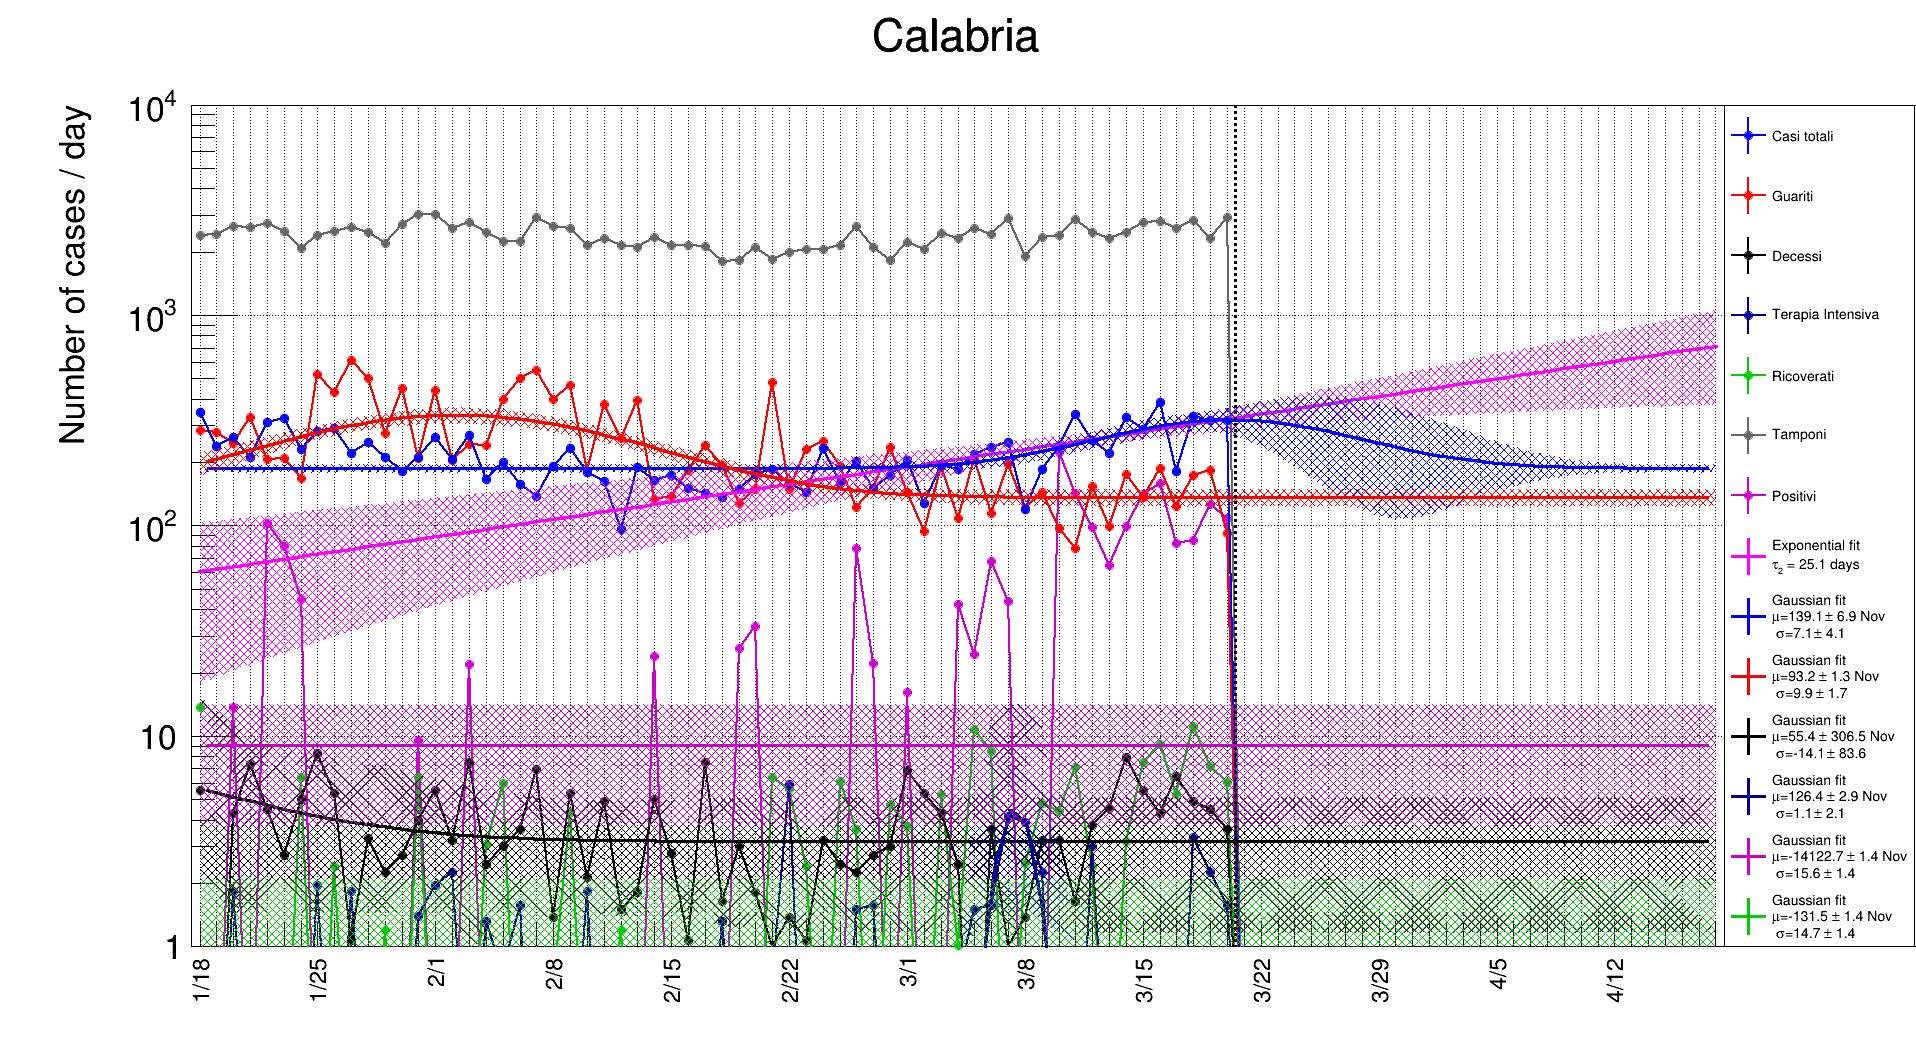 Calabria
Number of cases / day
10⁴
10³
10²
10
1
1/18
1/25
2/1
2/8
2/15
2/22
3/1
3/8
3/15
3/22
3/29
4/5
4/12
Casi totali
Guariti
Decessi
Terapia Intensiva
Ricoverati
Tamponi
Positivi
Exponential fit
τ₂ = 25.1 days
Gaussian fit
μ=139.1 ± 6.9 Nov
σ=7.1 ± 4.1
Gaussian fit
μ=93.2 ± 1.3 Nov
σ=9.9 ± 1.7
Gaussian fit
μ=55.4 ± 306.5 Nov
σ=-14.1 ± 83.6
Gaussian fit
μ=126.4 ± 2.9 Nov
σ=1.1 ± 2.1
Gaussian fit
μ=-14122.7 ± 1.4 Nov
σ=15.6 ± 1.4
Gaussian fit
μ=-131.5 ± 1.4 Nov
σ=14.7 ± 1.4